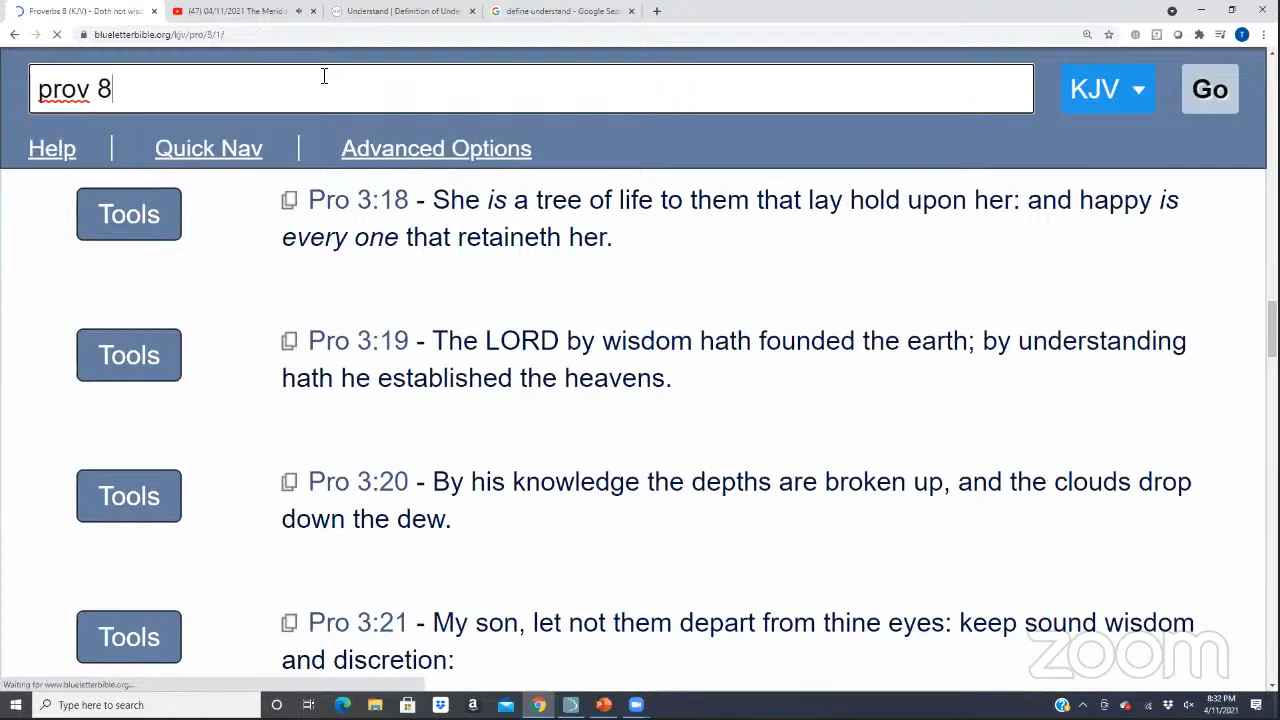 Proverbs 8 (KJV) - Doth not wis
(47) 04/11/2021 The Meridi
Understand | Definition of Unde
define understand - Google Sea
blueletterbible.org/kjv/pro/8/1/
prov 8
KJV
Go
Help
Quick Nav
Advanced Options
Tools
Pro 3:18 - She is a tree of life to them that lay hold upon her: and happy is
every one that retaineth her.
Tools
Pro 3:19 - The LORD by wisdom hath founded the earth; by understanding
hath he established the heavens.
Tools
Pro 3:20 - By his knowledge the depths are broken up, and the clouds drop
down the dew.
Tools
Pro 3:21 - My son, let not them depart from thine eyes: keep sound wisdom
and discretion:
zoom
Waiting for www.blueletterbible.org...
Type here to search
8:32 PM
4/11/2021